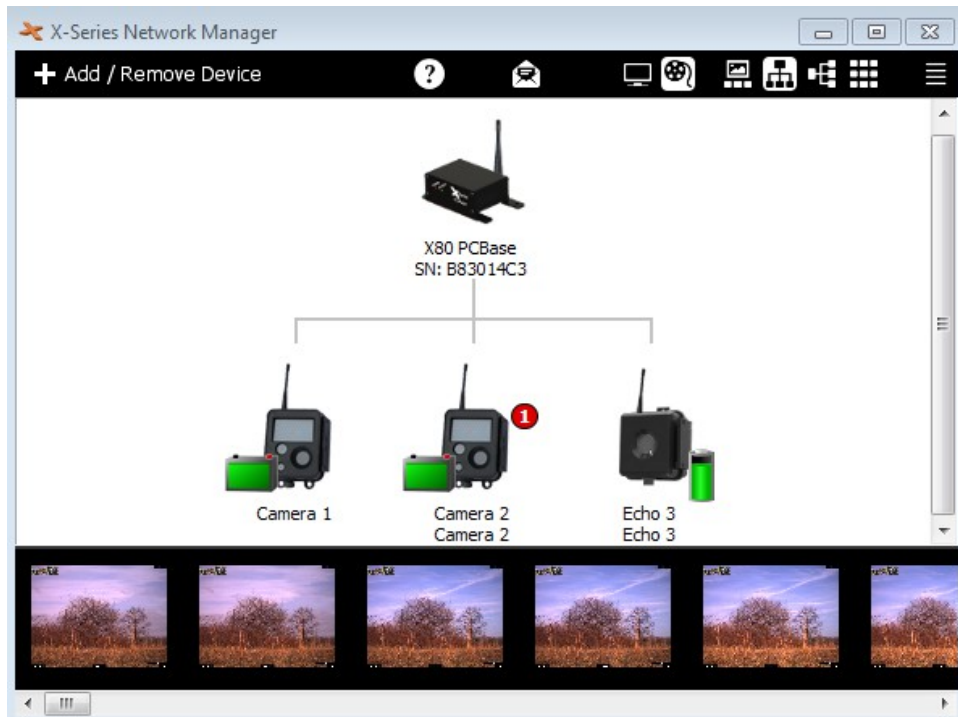 X-Series Network Manager
Add / Remove Device
?
X80 PCBase
SN: B83014C3
1
Camera 1
Camera 2
Camera 2
Echo 3
Echo 3